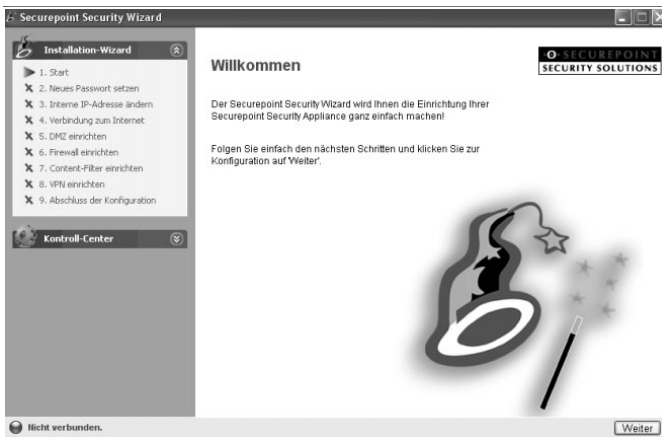 Securepoint Security Wizard
Installation-Wizard
1. Start
2. Neues Passwort setzen
3. Interne IP-Adresse ändern
4. Verbindung zum Internet
5. DMZ einrichten
6. Firewall einrichten
7. Content-Filter einrichten
8. VPN einrichten
9. Abschluss der Konfiguration
Kontroll-Center
Willkommen
SECUREPOINT
SECURITY SOLUTIONS
Der Securepoint Security Wizard wird Ihnen die Einrichtung Ihrer
Securepoint Security Appliance ganz einfach machen!
Folgen Sie einfach den nächsten Schritten und klicken Sie zur
Konfiguration auf 'Weiter'.
Nicht verbunden.
Weiter